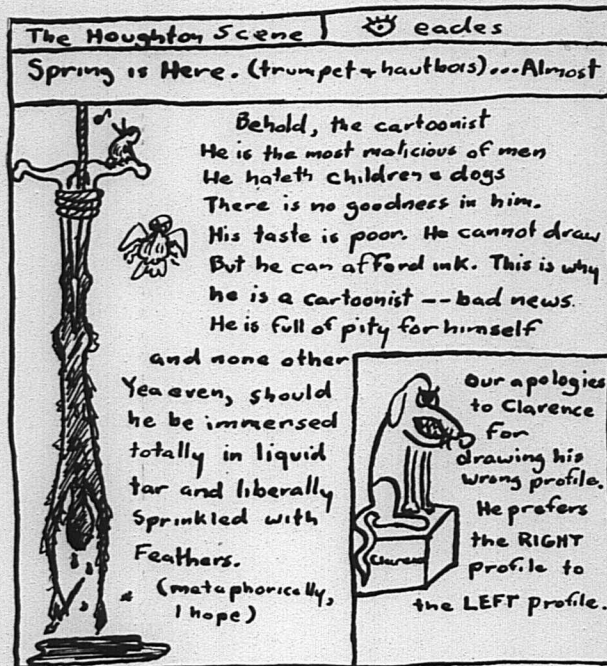 The Houghton Scene
eades
Spring is Here. (trumpet + hautbois)...Almost
Behold, the cartoonist
He is the most malicious of men
He hateth children & dogs
There is no goodness in him.
His taste is poor. He cannot draw
But he can afford ink. This is why
he is a cartoonist -- bad news.
He is full of pity for himself
and none other
Yea even, should
he be immersed
totally in liquid
tar and liberally
Sprinkled with
Feathers.
(metaphorically,
I hope)
Our apologies
to Clarence
for
drawing his
wrong profile.
He prefers
the RIGHT
profile to
the LEFT profile.
Clarence